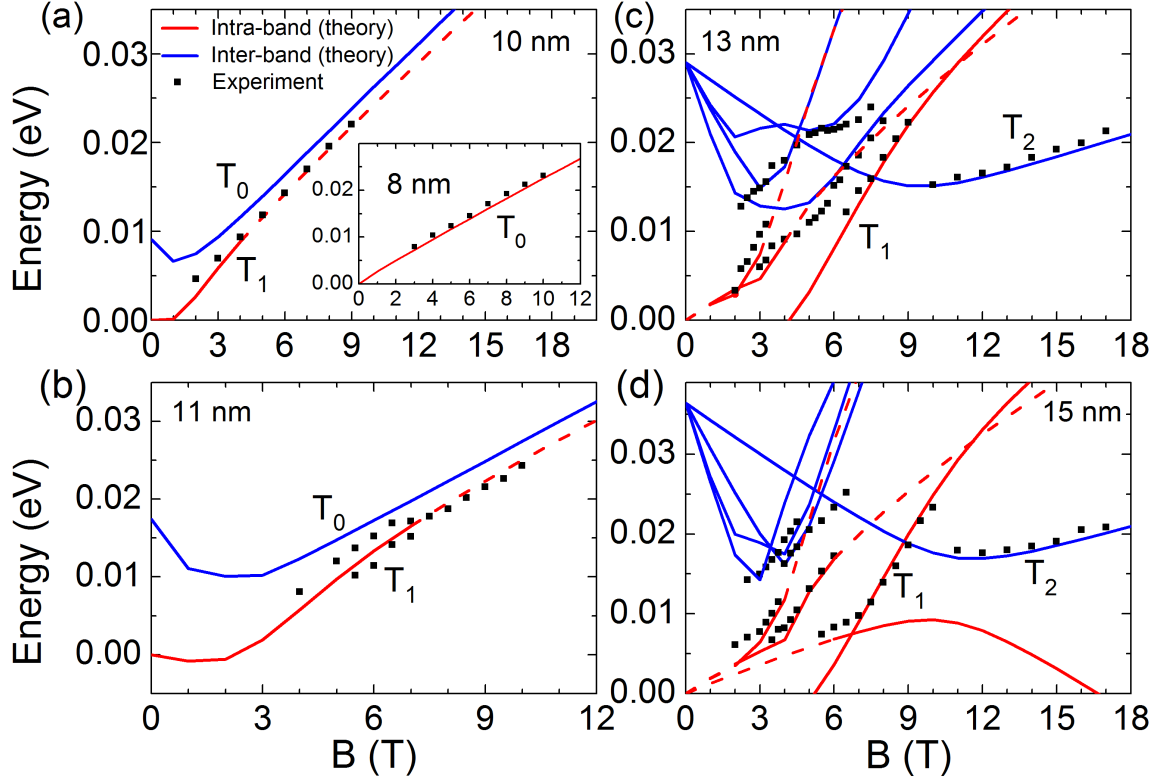 (a)
Intra-band (theory)
Inter-band (theory)
Experiment
10 nm
T0
T1
8 nm
T0
0.00
0.01
0.02
0 2 4 6 8 10 12
Energy (eV)
0.03
0.02
0.01
0.00
0 3 6 9 12 15 18
(b)
11 nm
T0
T1
Energy (eV)
0.03
0.02
0.01
0.00
0 3 6 9 12
B (T)
(c)
13 nm
T2
T1
0.03
0.02
0.01
0.00
0 3 6 9 12 15 18
(d)
15 nm
T1
T2
0.03
0.02
0.01
0.00
0 3 6 9 12 15 18
B (T)